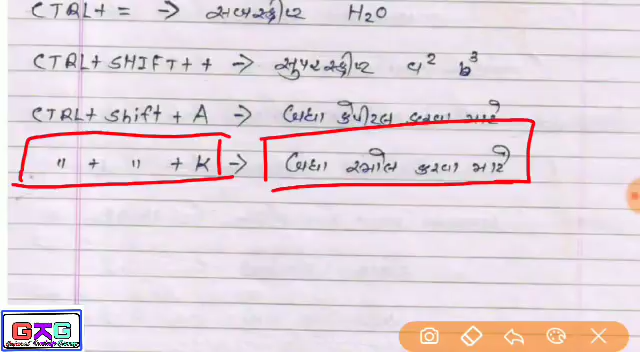 CTRL+ = → સબસ્ક્રીપ્ટ H₂O
CTRL+ SHIFT+ + → સુપરસ્ક્રીપ્ટ a² b³
CTRL+ Shift + A → બધા કેપિટલ કરવા માટે
" + " + K → બધા સ્મોલ કરવા માટે
GKG